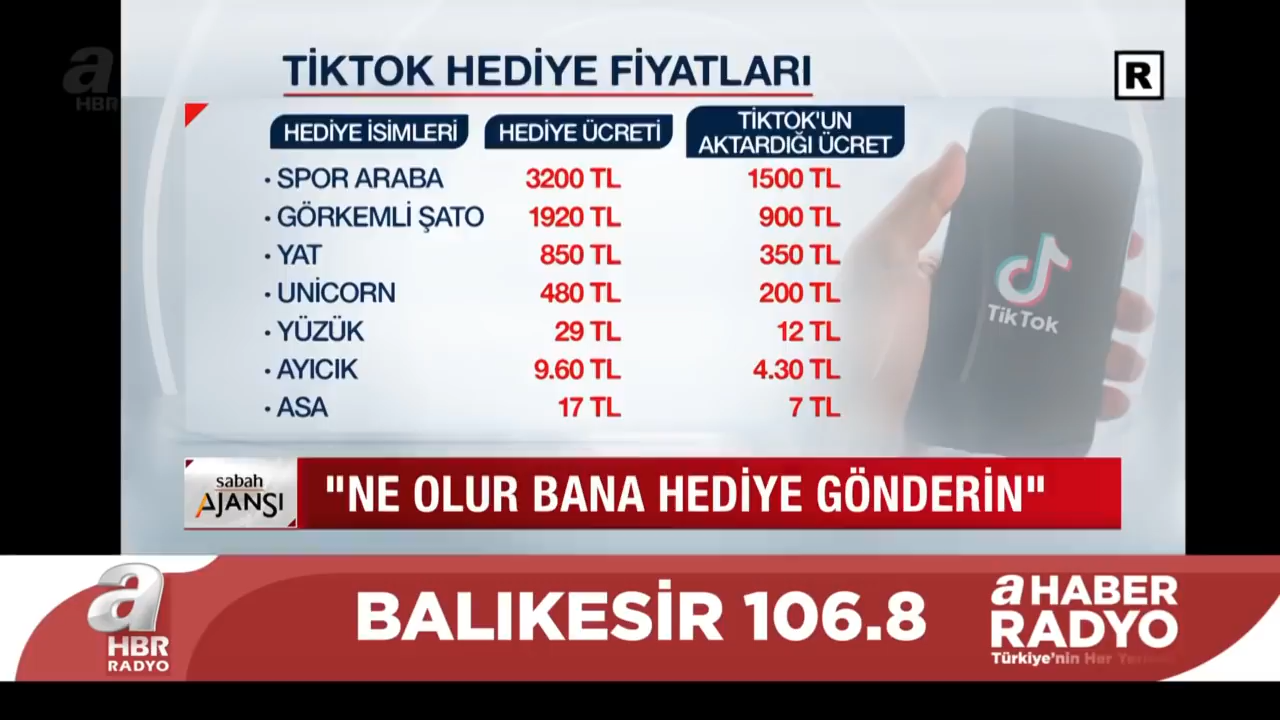 a
HBR
TİKTOK HEDİYE FİYATLARI
R
HEDİYE İSİMLERİ HEDİYE ÜCRETİ TİKTOK'UN
AKTARDIĞI ÜCRET
• SPOR ARABA 3200 TL 1500 TL
• GÖRKEMLİ ŞATO 1920 TL 900 TL
• YAT 850 TL 350 TL
• UNİCORN 480 TL 200 TL
• YÜZÜK 29 TL 12 TL
• AYICIK 9.60 TL 4.30 TL
• ASA 17 TL 7 TL
TikTok
sabah
AJANSI
"NE OLUR BANA HEDİYE GÖNDERİN"
a
HBR
RADYO
BALIKESİR 106.8
a HABER
RADYO
Türkiye'nin Her